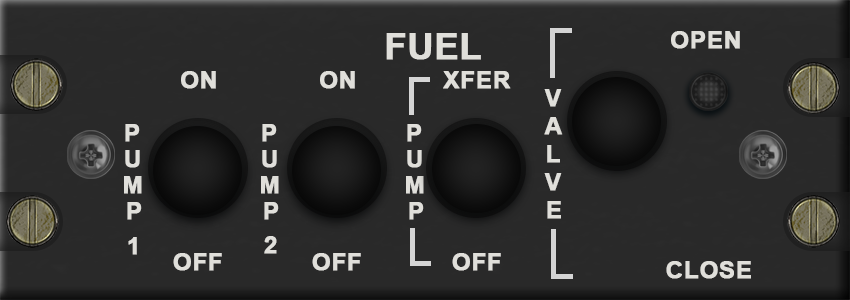 FUEL
ON
PUMP 1
OFF
ON
PUMP 2
OFF
XFER
PUMP
OFF
VALVE
OPEN
CLOSE